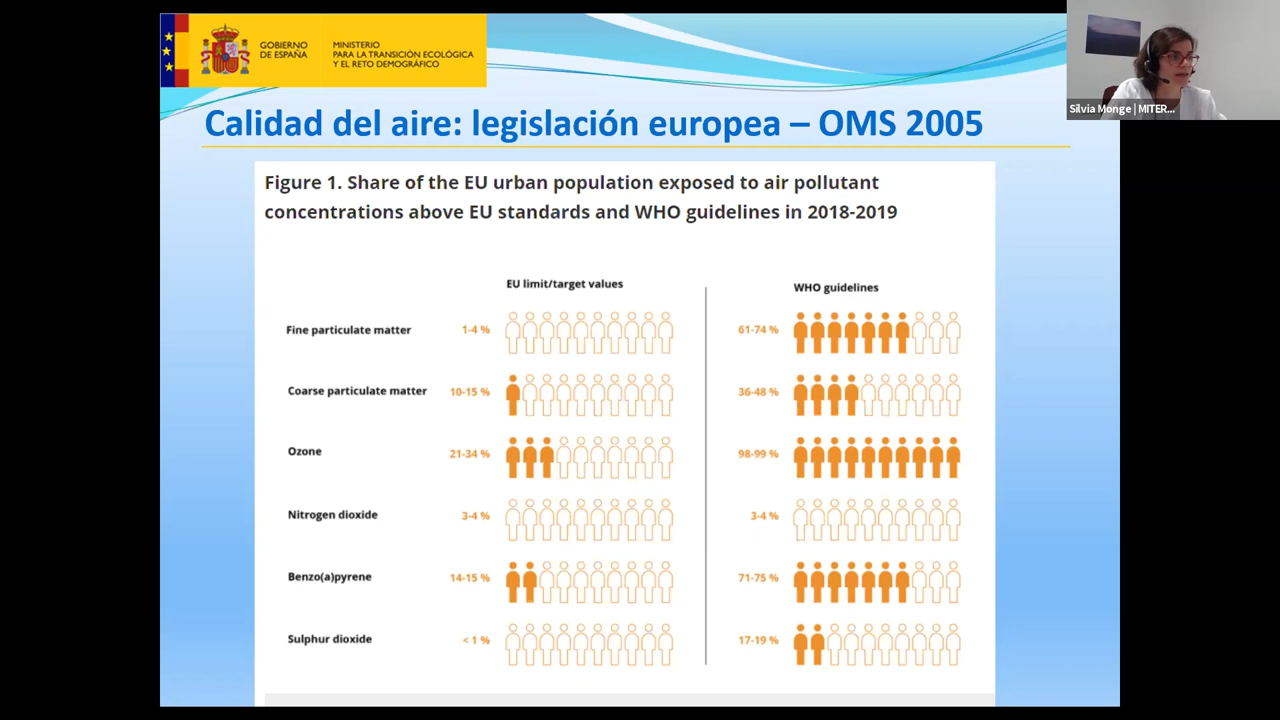 GOBIERNO
DE ESPAÑA
MINISTERIO
PARA LA TRANSICIÓN ECOLÓGICA
Y EL RETO DEMOGRÁFICO
Silvia Monge | MITER...
Calidad del aire: legislación europea – OMS 2005
Figure 1. Share of the EU urban population exposed to air pollutant
concentrations above EU standards and WHO guidelines in 2018-2019
EU limit/target values
WHO guidelines
Fine particulate matter 1-4 % 61-74 %
Coarse particulate matter 10-15 % 36-48 %
Ozone 21-34 % 98-99 %
Nitrogen dioxide 3-4 % 3-4 %
Benzo(a)pyrene 14-15 % 71-75 %
Sulphur dioxide < 1 % 17-19 %